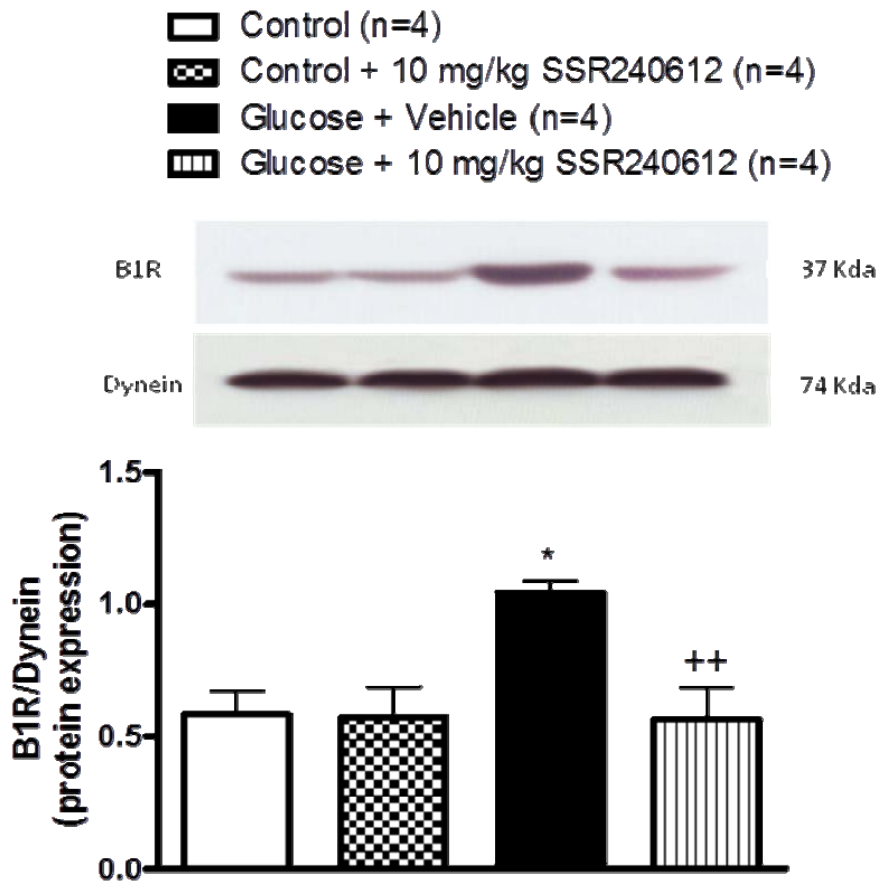 Control (n=4)
Control + 10 mg/kg SSR240612 (n=4)
Glucose + Vehicle (n=4)
Glucose + 10 mg/kg SSR240612 (n=4)
B1R 37 Kda
Dynein 74 Kda
B1R/Dynein
(protein expression)
1.5
1.0
0.5
0.0
*
++